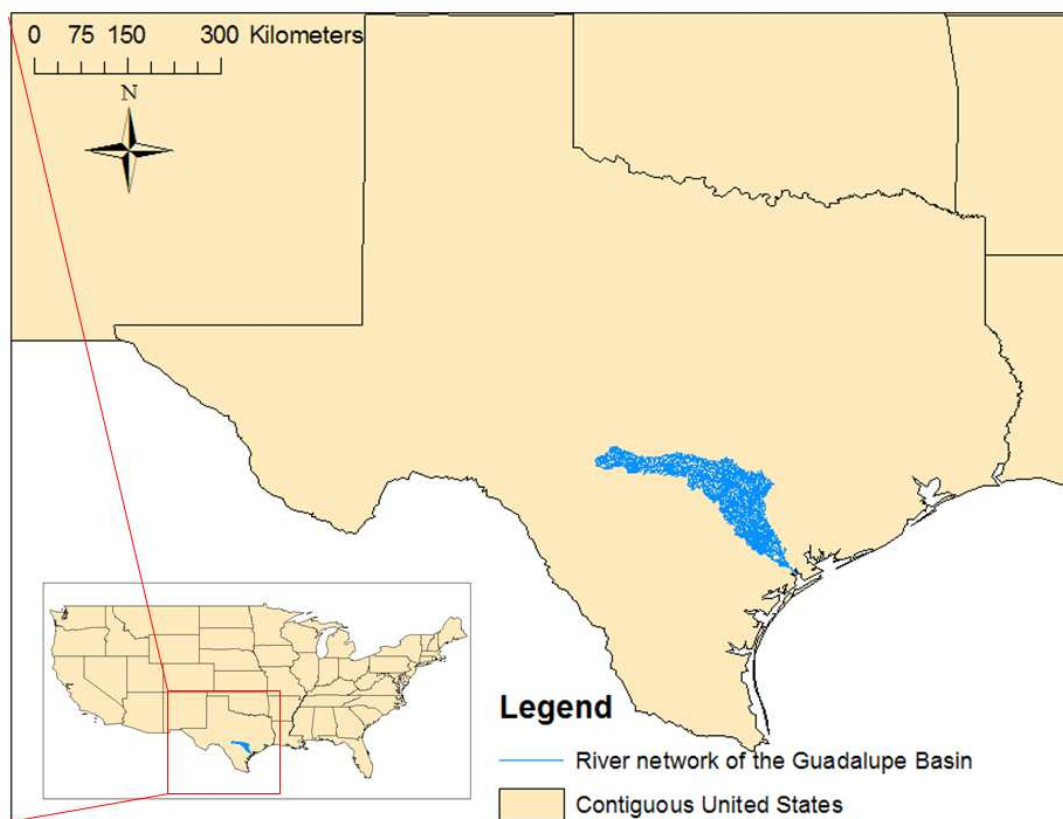 0 75 150 300 Kilometers
N
Legend
River network of the Guadalupe Basin
Contiguous United States